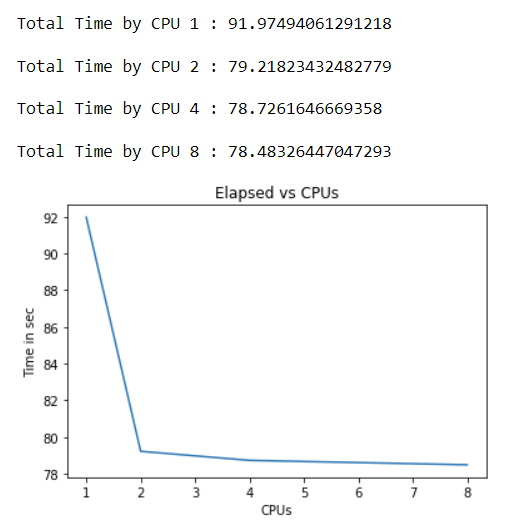 Total Time by CPU 1 : 91.97494061291218
Total Time by CPU 2 : 79.21823432482779
Total Time by CPU 4 : 78.7261646669358
Total Time by CPU 8 : 78.48326447047293
Elapsed vs CPUs
92
90
88
86
84
82
80
78
Time in sec
1 2 3 4 5 6 7 8
CPUs